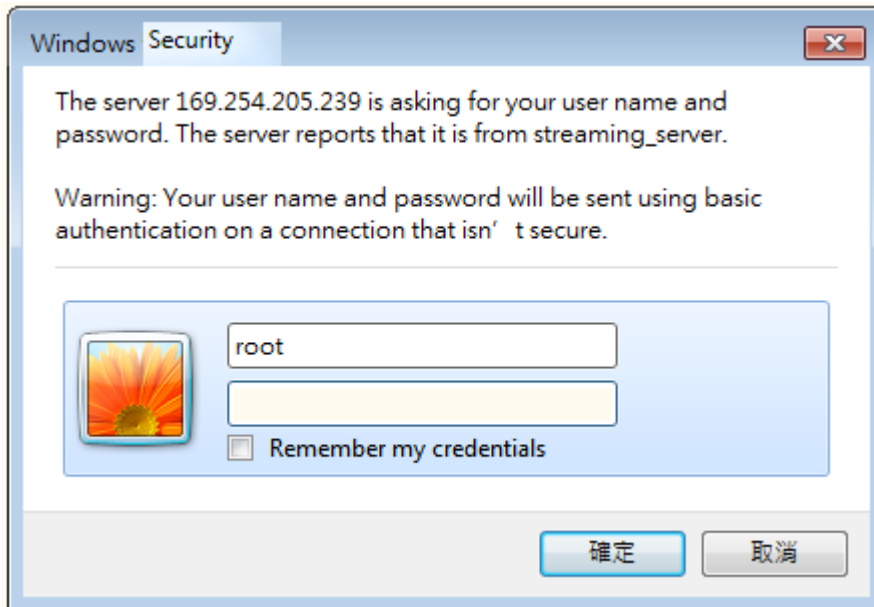 Windows Security
The server 169.254.205.239 is asking for your user name and
password. The server reports that it is from streaming_server.
Warning: Your user name and password will be sent using basic
authentication on a connection that isn’ t secure.
root
Remember my credentials
確定 取消